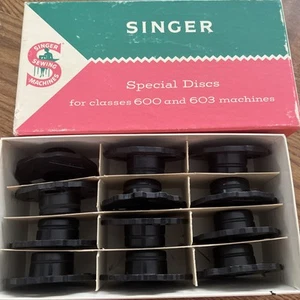 SINGER
SINGER
SEWING
MACHINES
Special Discs
for classes 600 and 603 machines